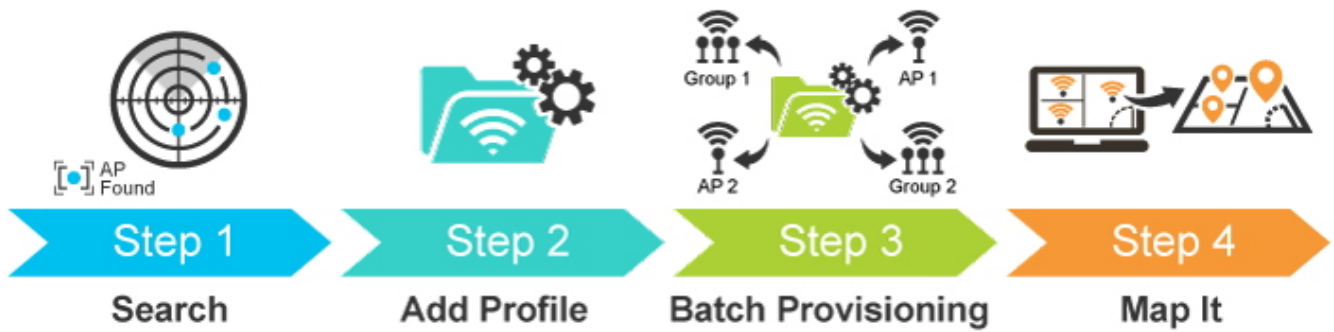 AP
Found
Step 1
Search
Step 2
Add Profile
Group 1
AP 1
AP 2
Group 2
Step 3
Batch Provisioning
Step 4
Map It